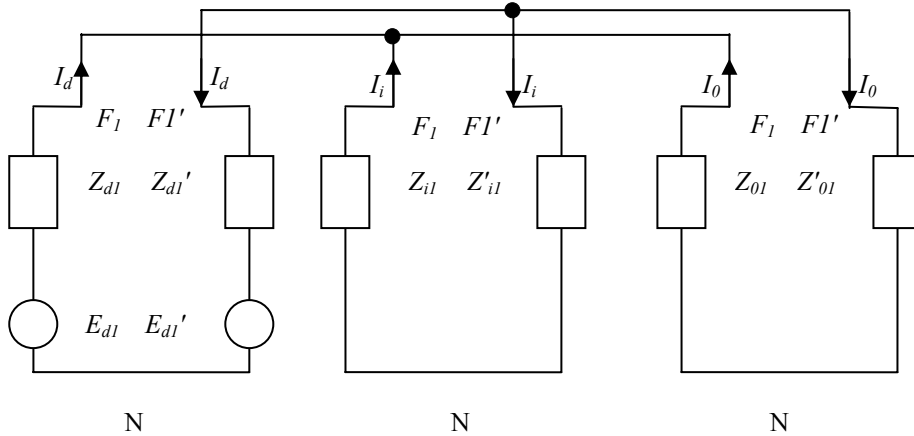 I_d I_d I_i I_i I_0 I_0
F_1 F1' F_1 F1' F_1 F1'
Z_d1 Z_d1' Z_i1 Z'_i1 Z_01 Z'_01
E_d1 E_d1'
N N N